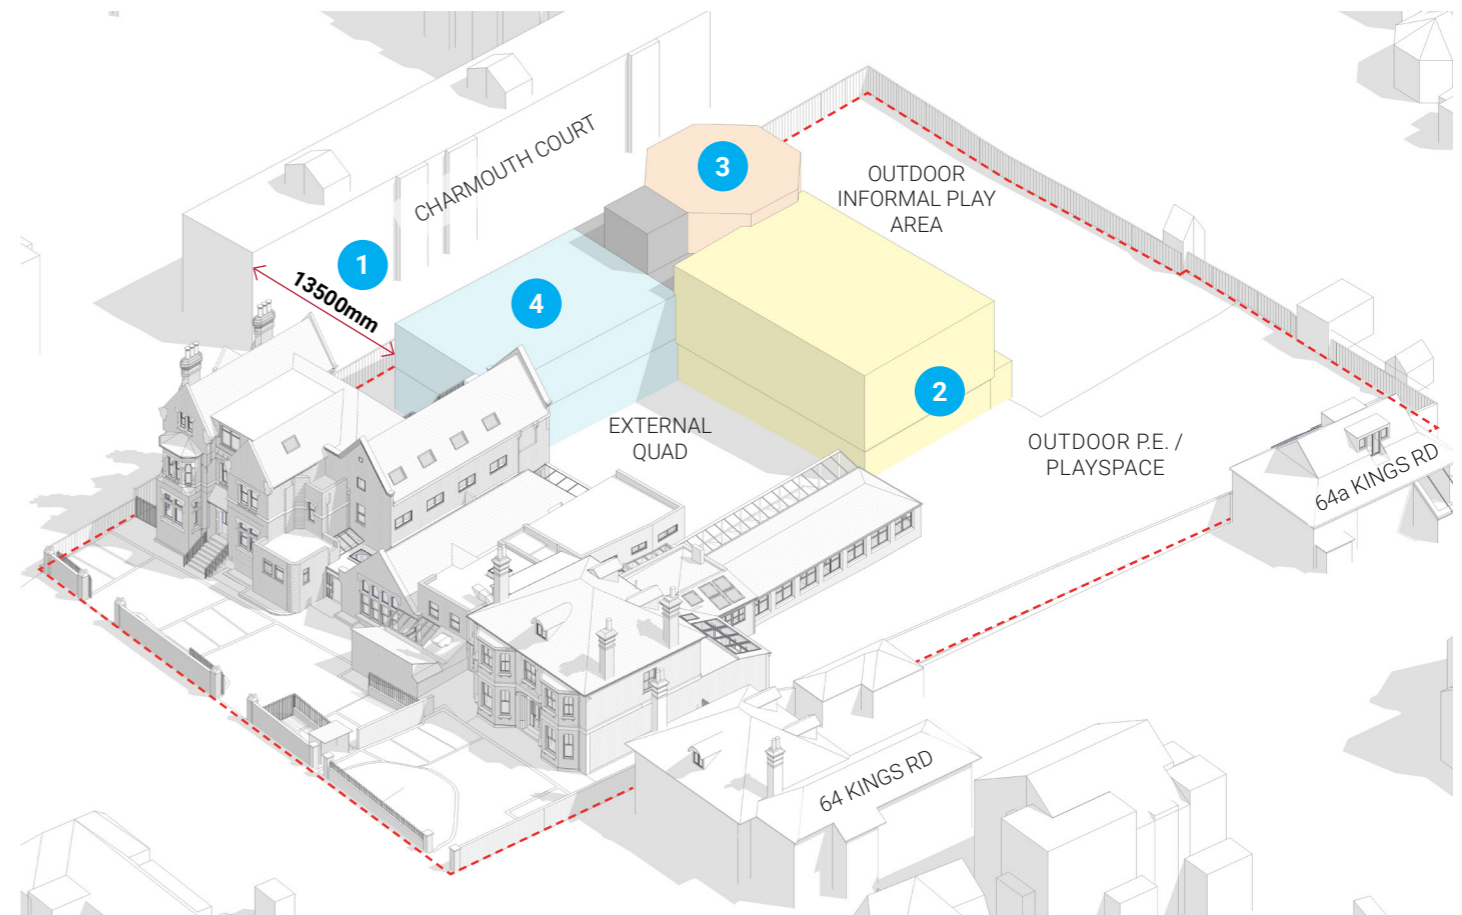 CHARMOUTH COURT
3
OUTDOOR
INFORMAL PLAY
AREA
1
13500mm
4
2
EXTERNAL
QUAD
OUTDOOR P.E. /
PLAYSPACE
64a KINGS RD
64 KINGS RD